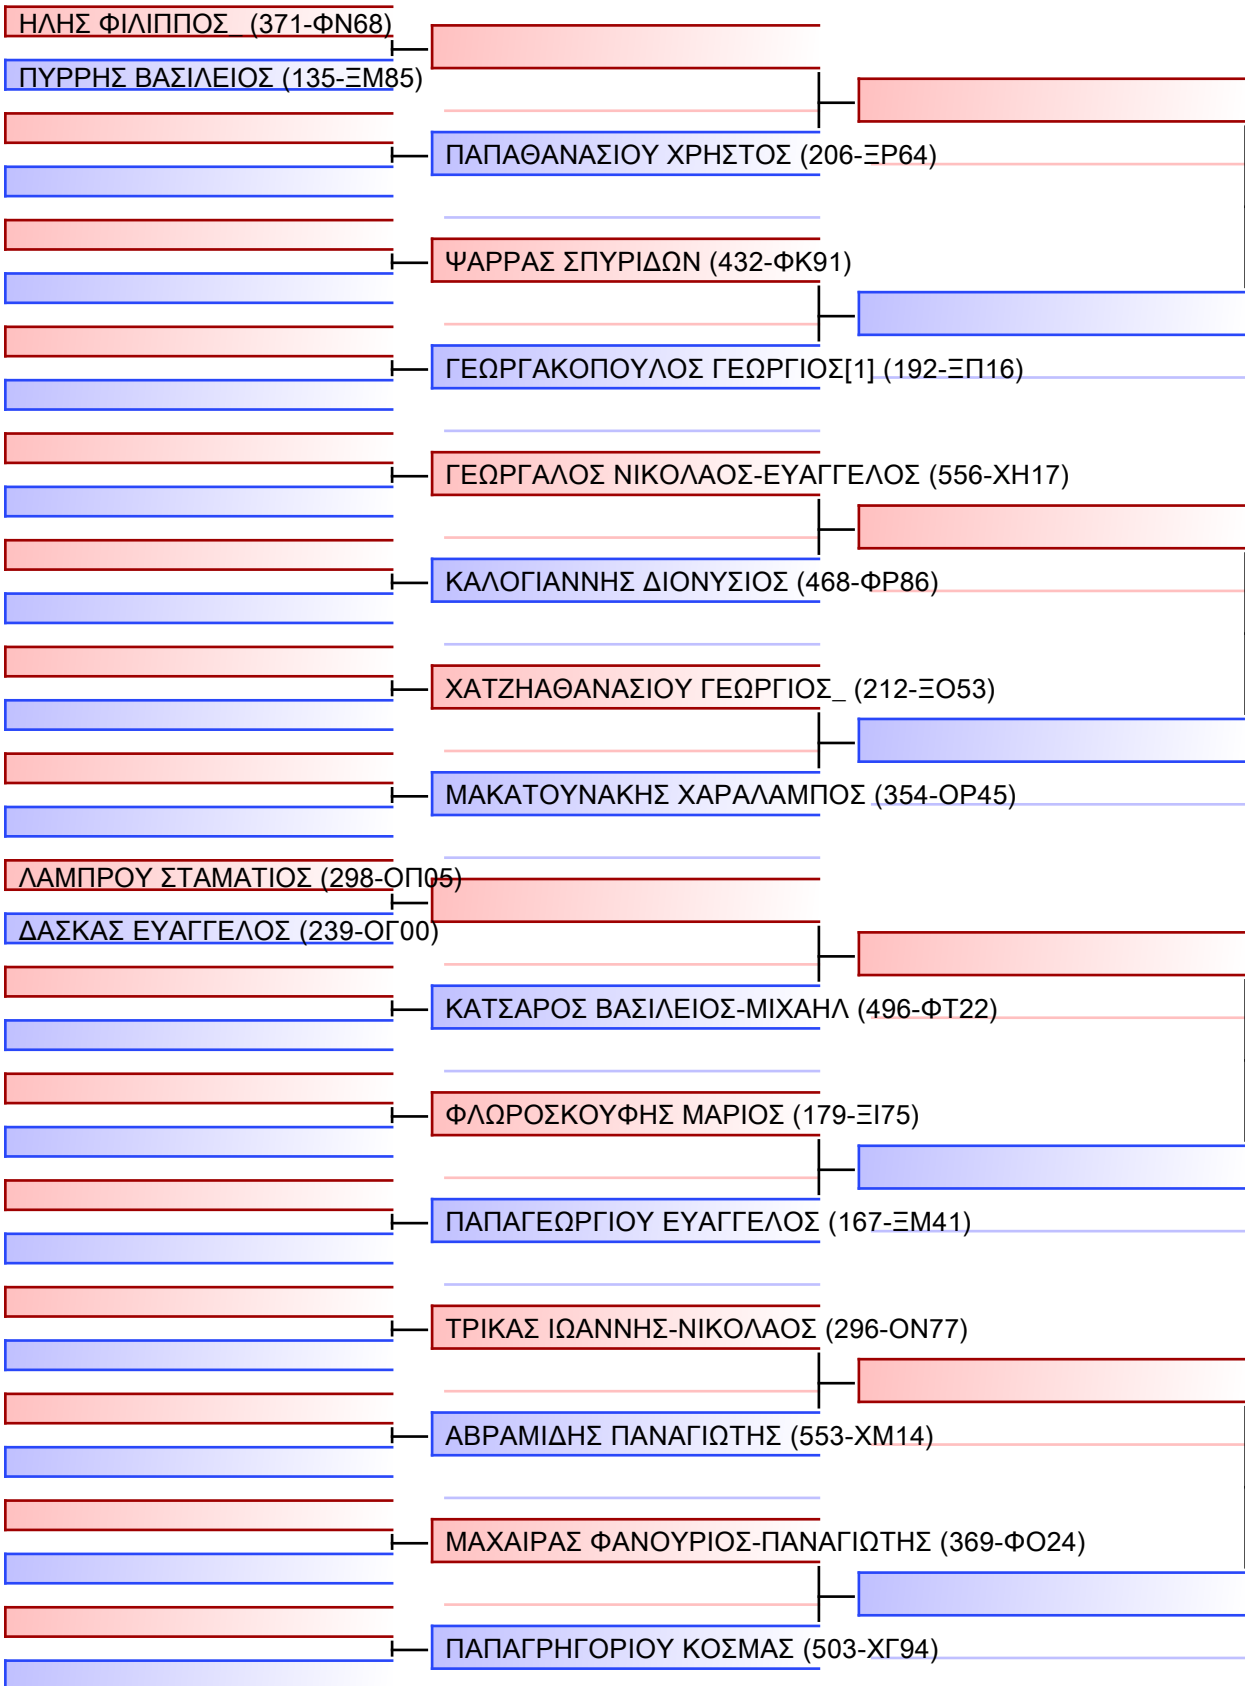 ΗΛΗΣ ΦΙΛΙΠΠΟΣ_ (371-ΦΝ68)
ΠΥΡΡΗΣ ΒΑΣΙΛΕΙΟΣ (135-ΞΜ85)
ΠΑΠΑΘΑΝΑΣΙΟΥ ΧΡΗΣΤΟΣ (206-ΞΡ64)
ΨΑΡΡΑΣ ΣΠΥΡΙΔΩΝ (432-ΦΚ91)
ΓΕΩΡΓΑΚΟΠΟΥΛΟΣ ΓΕΩΡΓΙΟΣ[1] (192-ΞΠ16)
ΓΕΩΡΓΑΛΟΣ ΝΙΚΟΛΑΟΣ-ΕΥΑΓΓΕΛΟΣ (556-ΧΗ17)
ΚΑΛΟΓΙΑΝΝΗΣ ΔΙΟΝΥΣΙΟΣ (468-ΦΡ86)
ΧΑΤΖΗΑΘΑΝΑΣΙΟΥ ΓΕΩΡΓΙΟΣ_ (212-ΞΟ53)
ΜΑΚΑΤΟΥΝΑΚΗΣ ΧΑΡΑΛΑΜΠΟΣ (354-ΟΡ45)
ΛΑΜΠΡΟΥ ΣΤΑΜΑΤΙΟΣ (298-ΟΠ05)
ΔΑΣΚΑΣ ΕΥΑΓΓΕΛΟΣ (239-ΟΓ00)
ΚΑΤΣΑΡΟΣ ΒΑΣΙΛΕΙΟΣ-ΜΙΧΑΗΛ (496-ΦΤ22)
ΦΛΩΡΟΣΚΟΥΦΗΣ ΜΑΡΙΟΣ (179-ΞΙ75)
ΠΑΠΑΓΕΩΡΓΙΟΥ ΕΥΑΓΓΕΛΟΣ (167-ΞΜ41)
ΤΡΙΚΑΣ ΙΩΑΝΝΗΣ-ΝΙΚΟΛΑΟΣ (296-ΟΝ77)
ΑΒΡΑΜΙΔΗΣ ΠΑΝΑΓΙΩΤΗΣ (553-ΧΜ14)
ΜΑΧΑΙΡΑΣ ΦΑΝΟΥΡΙΟΣ-ΠΑΝΑΓΙΩΤΗΣ (369-ΦΟ24)
ΠΑΠΑΓΡΗΓΟΡΙΟΥ ΚΟΣΜΑΣ (503-ΧΓ94)